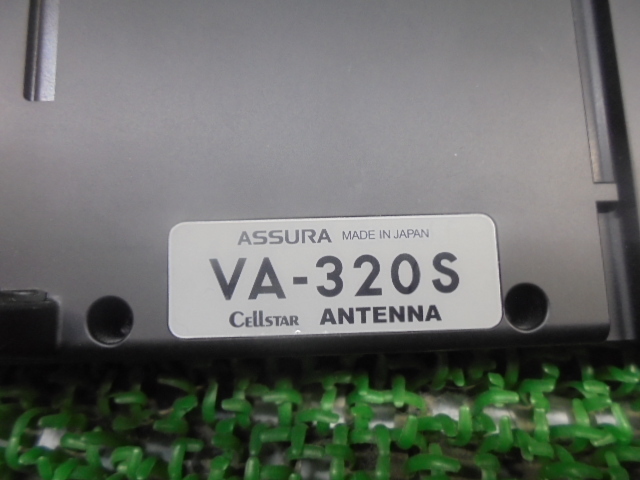 ASSURA MADE IN JAPAN
VA-320S
CELLSTAR ANTENNA